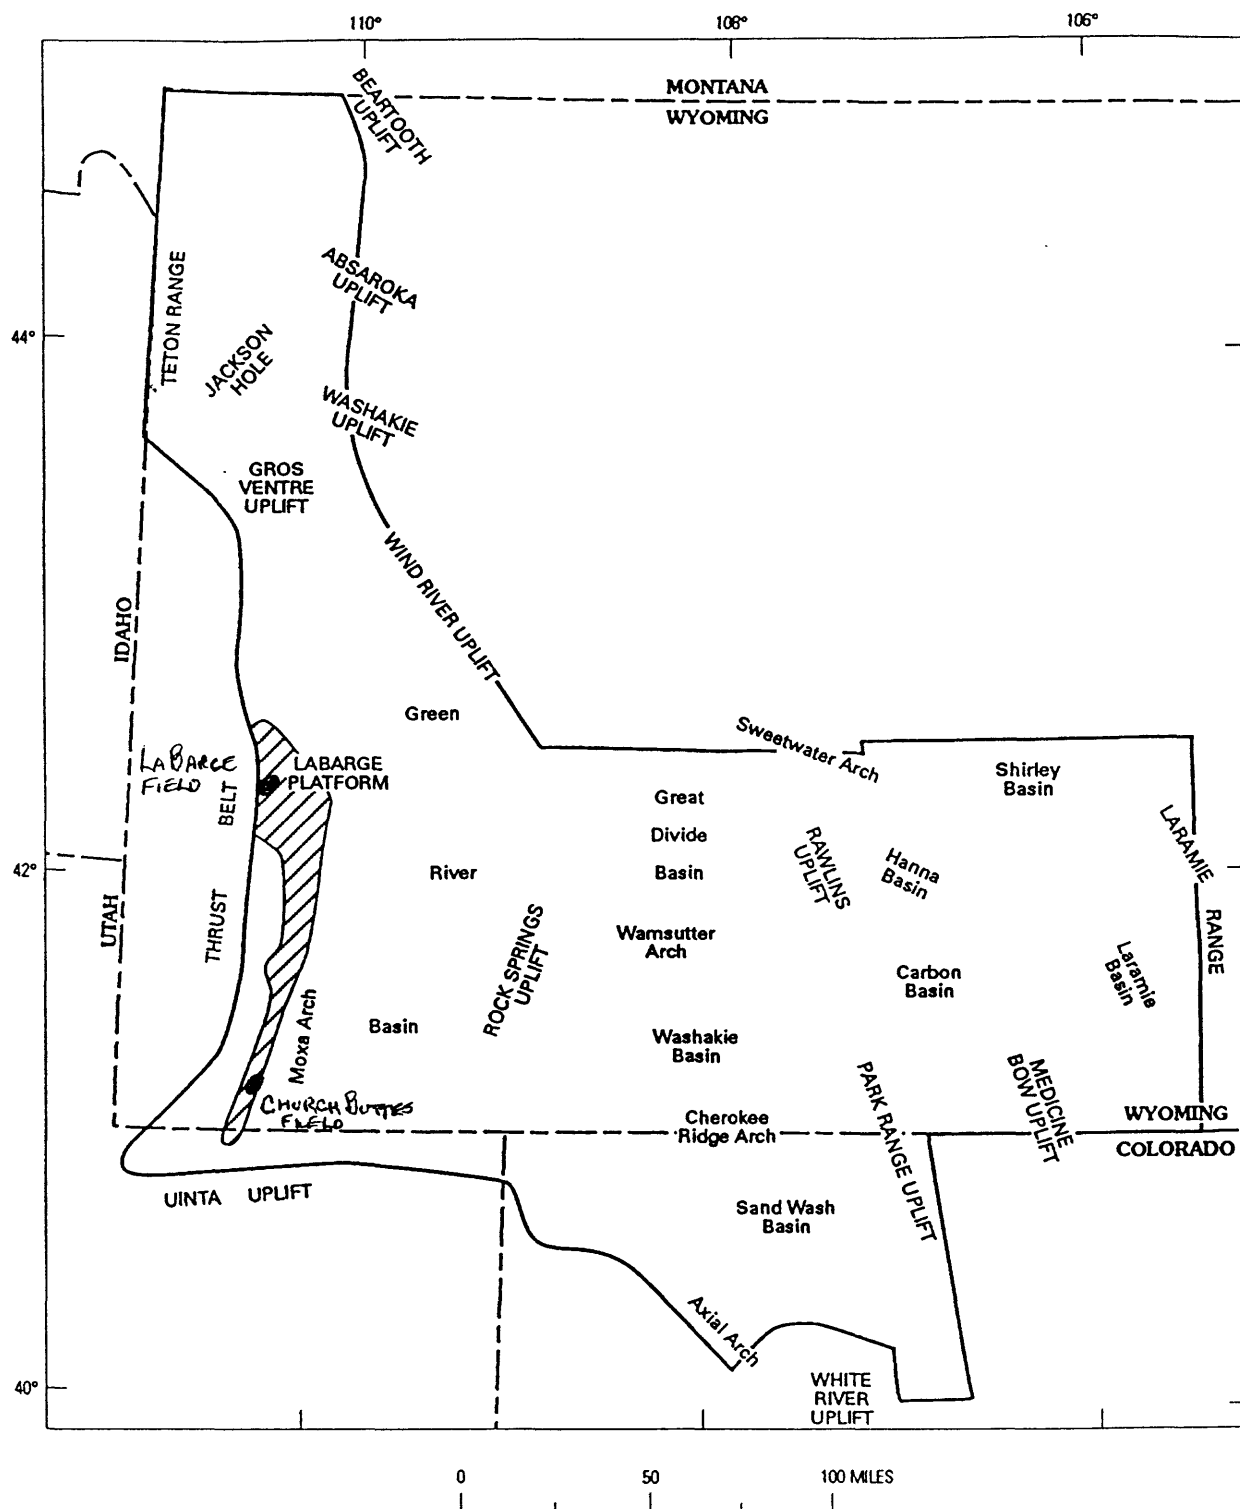 110°
108°
106°
MONTANA
WYOMING
BEARTOOTH
UPLIFT
ABSAROKA
UPLIFT
TETON RANGE
44°
JACKSON
HOLE
WASHAKIE
UPLIFT
GROS
VENTRE
UPLIFT
WIND RIVER UPLIFT
IDAHO
Green
Sweetwater Arch
LABARGE
FIELD
LABARGE
PLATFORM
Shirley
Basin
Great
Divide
Basin
THRUST BELT
LARAMIE RANGE
RAWLINS
UPLIFT
Hanna
Basin
42°
River
UTAH
Wamsutter
Arch
ROCK SPRINGS
UPLIFT
Carbon
Basin
Laramie
Basin
Moxa Arch
Basin
Washakie
Basin
PARK RANGE UPLIFT
MEDICINE
BOW UPLIFT
CHURCH BUTTES
FIELD
Cherokee
Ridge Arch
WYOMING
COLORADO
UINTA UPLIFT
Sand Wash
Basin
Axial Arch
40°
WHITE
RIVER
UPLIFT
0 50 100 MILES